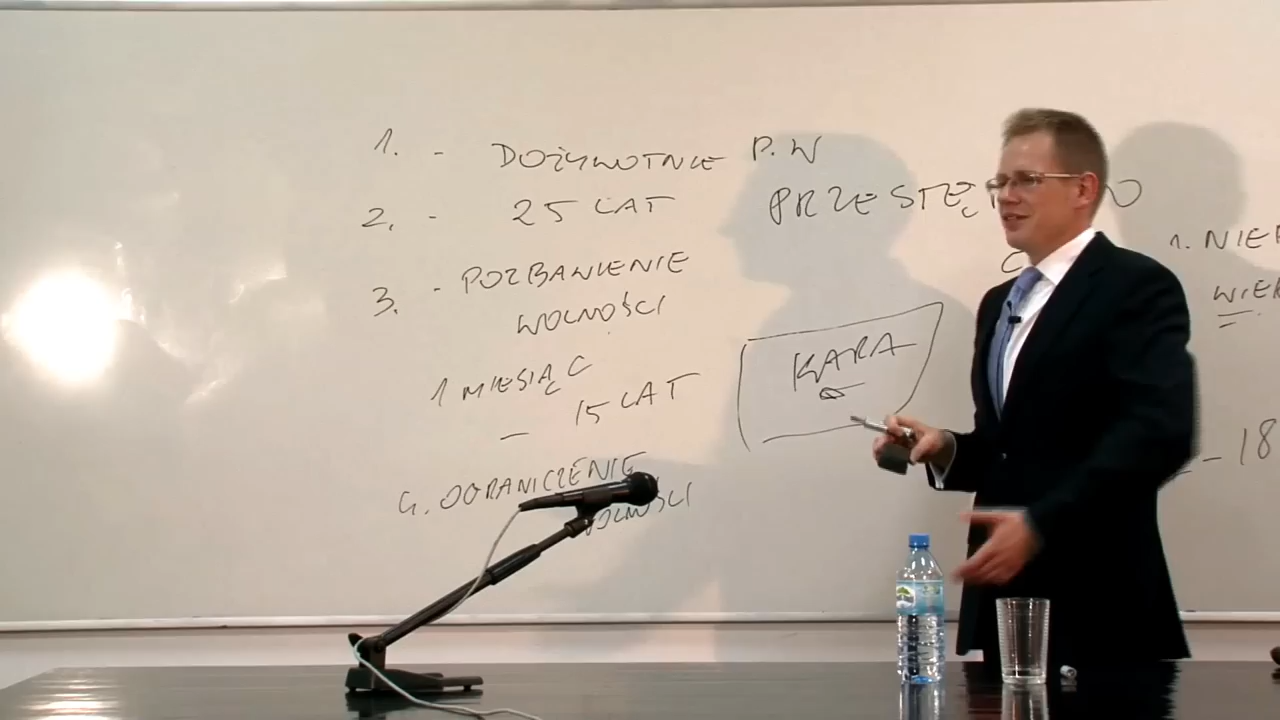 1. - DOŻYWOTNIE P.W
2. - 25 LAT
3. - POZBAWIENIE
WOLNOŚCI
1 MIESIĄC
- 15 LAT
4. OGRANICZENIE
WOLNOŚCI
PRZESTĘ
O
C
KARA
1. NIE
WIE
- 18